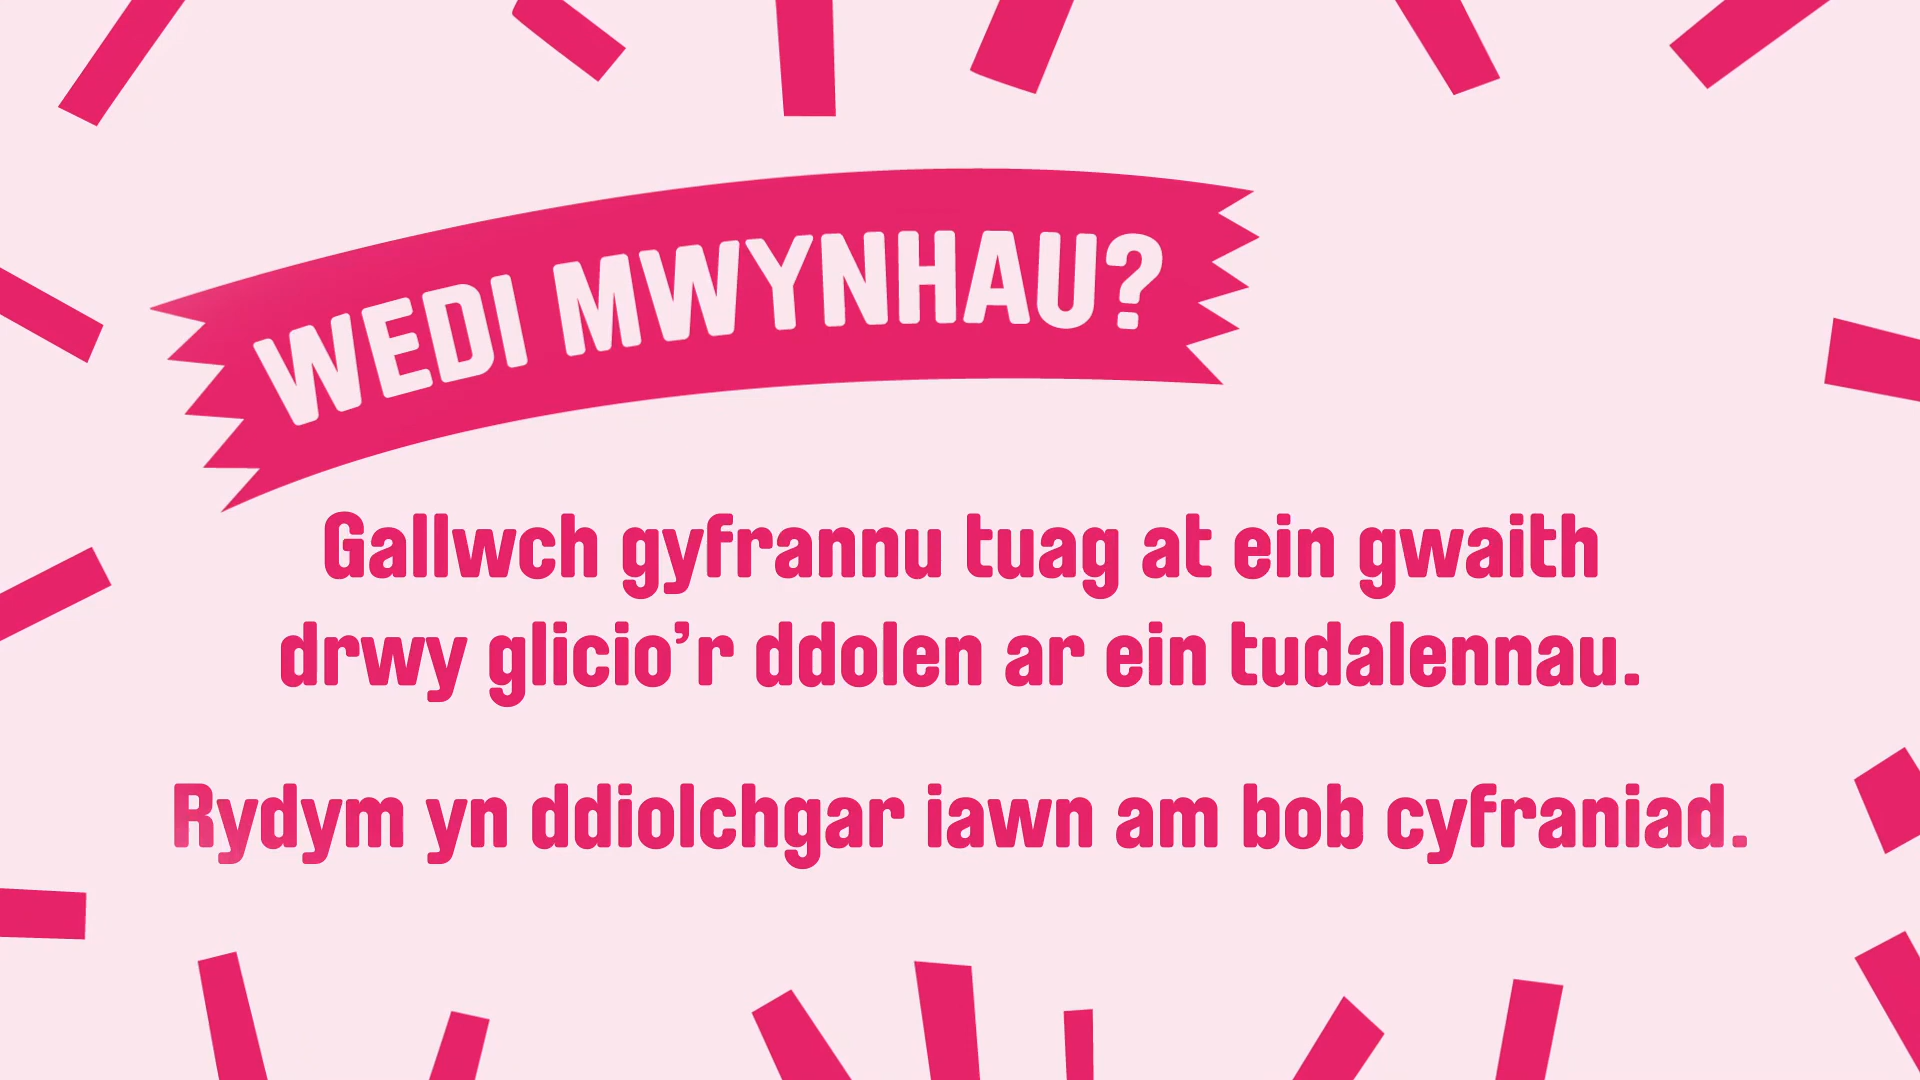 WEDI MWYNHAU?
Gallwch gyfrannu tuag at ein gwaith
drwy glicio’r ddolen ar ein tudalennau.
Rydym yn ddiolchgar iawn am bob cyfraniad.